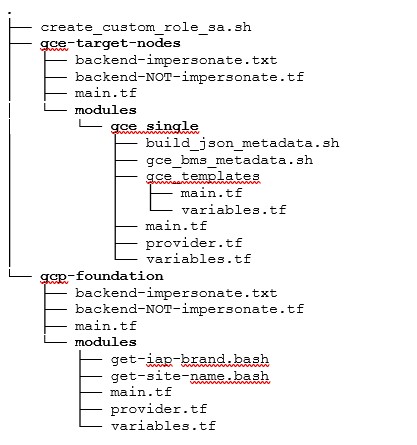 .
├── create_custom_role_sa.sh
├── gce-target-nodes
│   ├── backend-impersonate.txt
│   ├── backend-NOT-impersonate.tf
│   ├── main.tf
│   └── modules
│       └── gce_single
│           ├── build_json_metadata.sh
│           ├── gce_bms_metadata.sh
│           ├── gce_templates
│           │   ├── main.tf
│           │   └── variables.tf
│           ├── main.tf
│           ├── provider.tf
│           └── variables.tf
└── gcp-foundation
    ├── backend-impersonate.txt
    ├── backend-NOT-impersonate.tf
    ├── main.tf
    └── modules
        ├── get-iap-brand.bash
        ├── get-site-name.bash
        ├── main.tf
        ├── provider.tf
        └── variables.tf